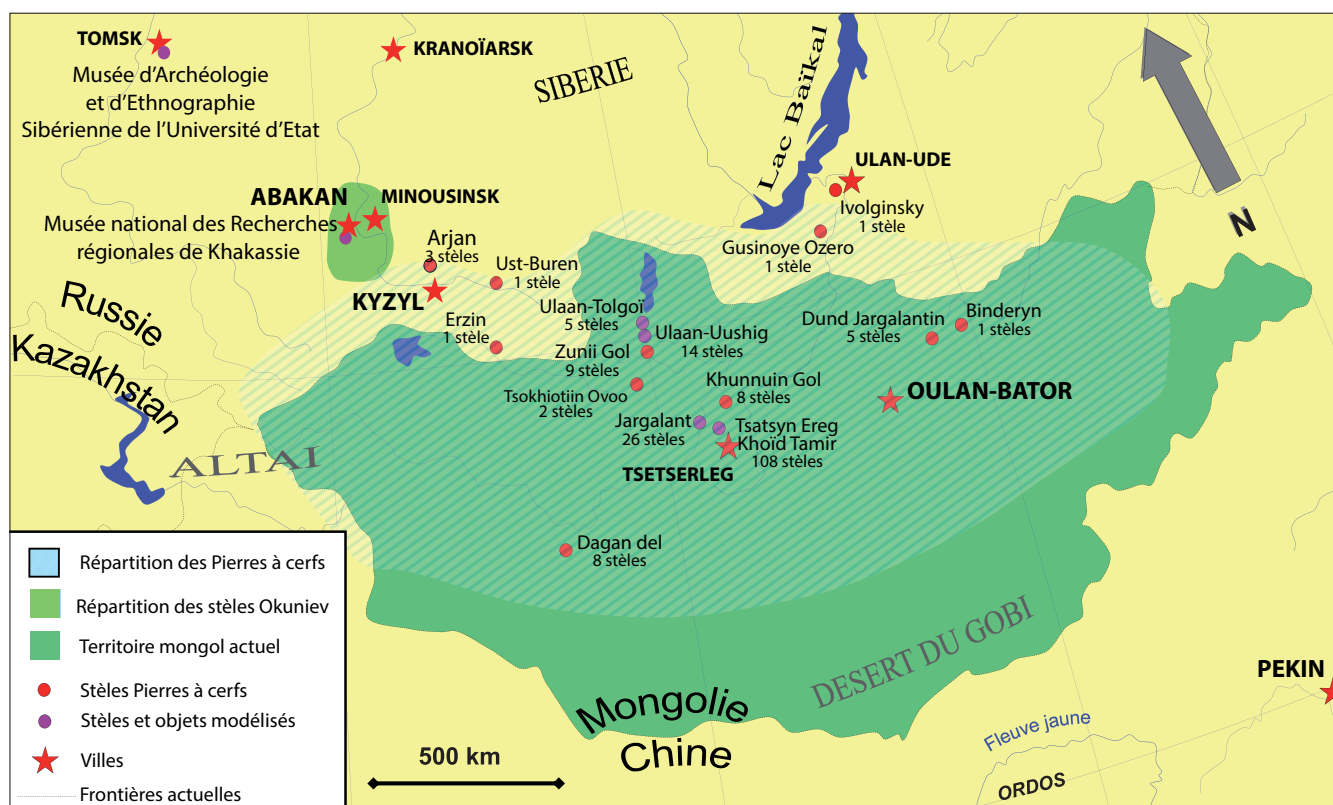 TOMSK
Musée d'Archéologie
et d'Ethnographie
Sibérienne de l'Université d'Etat
KRANOÏARSK
SIBERIE
Lac Baïkal
ULAN-UDE
Ivolginsky
1 stèle
Gusinoye Ozero
1 stèle
N
ABAKAN
MINOUSINSK
Musée national des Recherches
régionales de Khakassie
Arjan
3 stèles
Ust-Buren
1 stèle
KYZYL
Erzin
1 stèle
Russie
Kazakhstan
ALTAI
Ulaan-Tolgoï
5 stèles
Ulaan-Uushig
14 stèles
Zunii Gol
9 stèles
Tsokhiotiin Ovoo
2 stèles
Khunnuin Gol
8 stèles
Jargalant
26 stèles
Tsatsyn Ereg
Khoïd Tamir
108 stèles
TSETSERLEG
Dund Jargalantin
5 stèles
Binderyn
1 stèles
OULAN-BATOR
Dagan del
8 stèles
DESERT DU GOBI
Mongolie
Chine
PEKIN
Fleuve jaune
ORDOS
500 km
Répartition des Pierres à cerfs
Répartition des stèles Okuniev
Territoire mongol actuel
Stèles Pierres à cerfs
Stèles et objets modélisés
Villes
Frontières actuelles